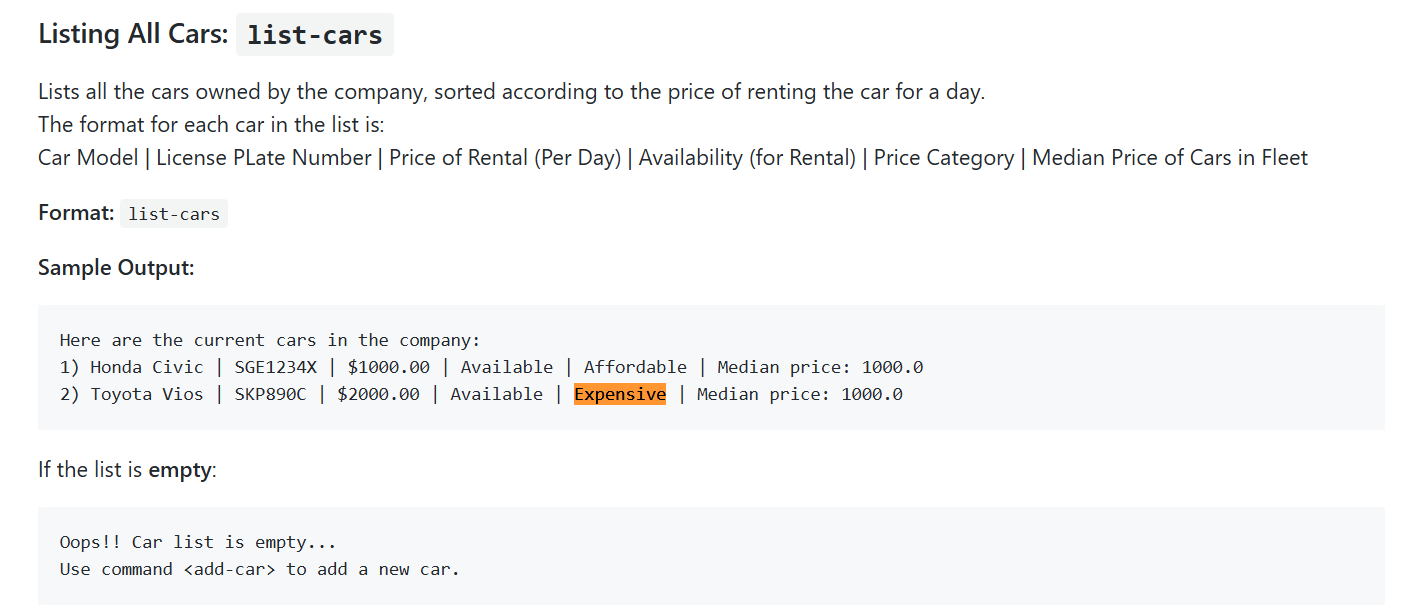 Listing All Cars: list-cars
Lists all the cars owned by the company, sorted according to the price of renting the car for a day.
The format for each car in the list is:
Car Model | License PLate Number | Price of Rental (Per Day) | Availability (for Rental) | Price Category | Median Price of Cars in Fleet
Format: list-cars
Sample Output:
Here are the current cars in the company:
1) Honda Civic | SGE1234X | $1000.00 | Available | Affordable | Median price: 1000.0
2) Toyota Vios | SKP890C | $2000.00 | Available | Expensive | Median price: 1000.0
If the list is empty:
Oops!! Car list is empty...
Use command <add-car> to add a new car.